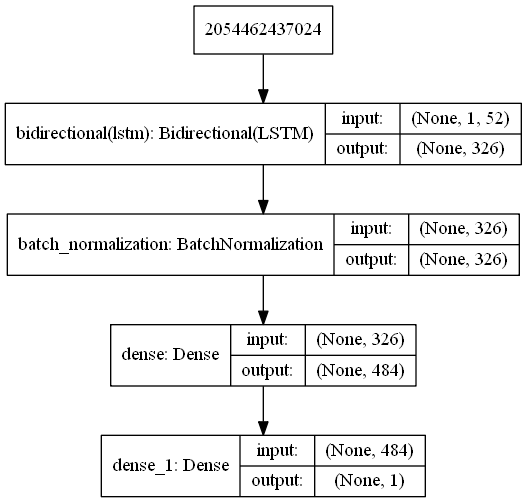 2054462437024
bidirectional(lstm): Bidirectional(LSTM)
input: (None, 1, 52)
output: (None, 326)
batch_normalization: BatchNormalization
input: (None, 326)
output: (None, 326)
dense: Dense
input: (None, 326)
output: (None, 484)
dense_1: Dense
input: (None, 484)
output: (None, 1)